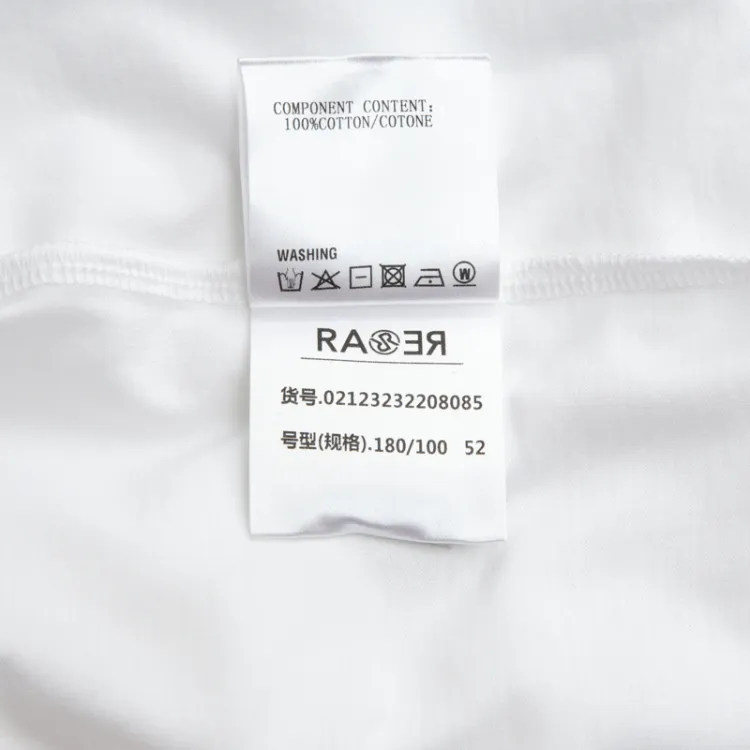 COMPONENT CONTENT:
100%COTTON/COTONE
WASHING
M
货号.02123232208085
号型(规格).180/100 52